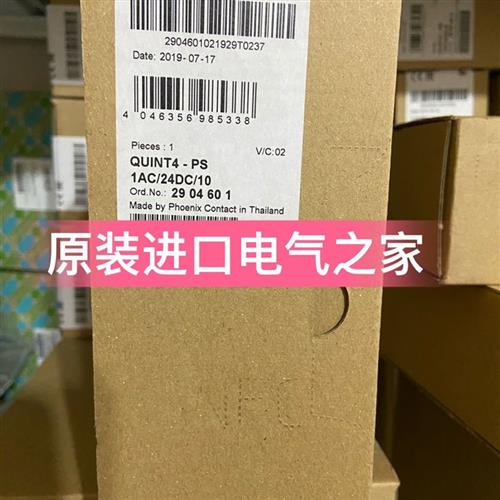 2904601021929T0237
Date: 2019-07-17
4 046356 985338
Pieces : 1
V/C:02
QUINT4 - PS
1AC/24DC/10
Ord.No.: 29 04 60 1
Made by Phoenix Contact in Thailand
原装进口电气之家
NFC